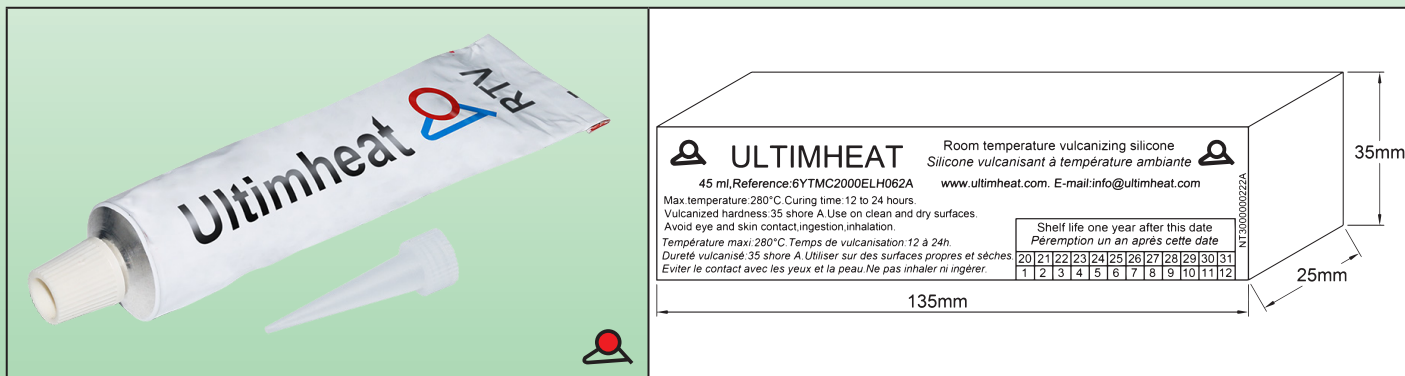 Ultimheat
RTV
ULTIMHEAT
45 ml,Reference:6YTMC2000ELH062A
Room temperature vulcanizing silicone
Silicone vulcanisant à température ambiante
www.ultimheat.com. E-mail:info@ultimheat.com
Max.temperature:280°C.Curing time:12 to 24 hours.
Vulcanized hardness:35 shore A.Use on clean and dry surfaces.
Avoid eye and skin contact,ingestion,inhalation.
Température maxi:280°C.Temps de vulcanisation:12 à 24h.
Dureté vulcanisé:35 shore A.Utiliser sur des surfaces propres et sèches.
Eviter le contact avec les yeux et la peau.Ne pas inhaler ni ingérer.
Shelf life one year after this date
Péremption un an après cette date
20 21 22 23 24 25 26 27 28 29 30 31
1 2 3 4 5 6 7 8 9 10 11 12
NT3000000222A
35mm
25mm
135mm